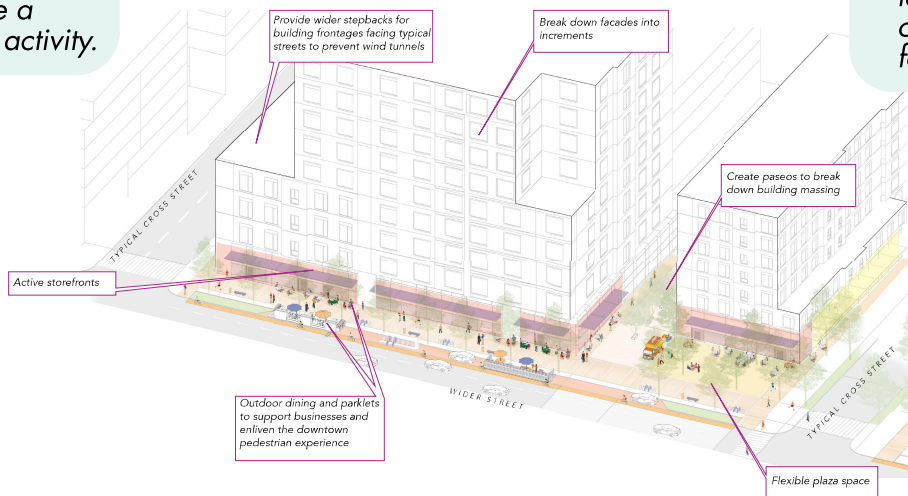 e a
activity.
Provide wider stepbacks for
building frontages facing typical
streets to prevent wind tunnels
Break down facades into
increments
Create paseos to break
down building massing
TYPICAL CROSS STREET
Active storefronts
Outdoor dining and parklets
to support businesses and
enliven the downtown
pedestrian experience
WIDER STREET
TYPICAL CROSS STREET
Flexible plaza space